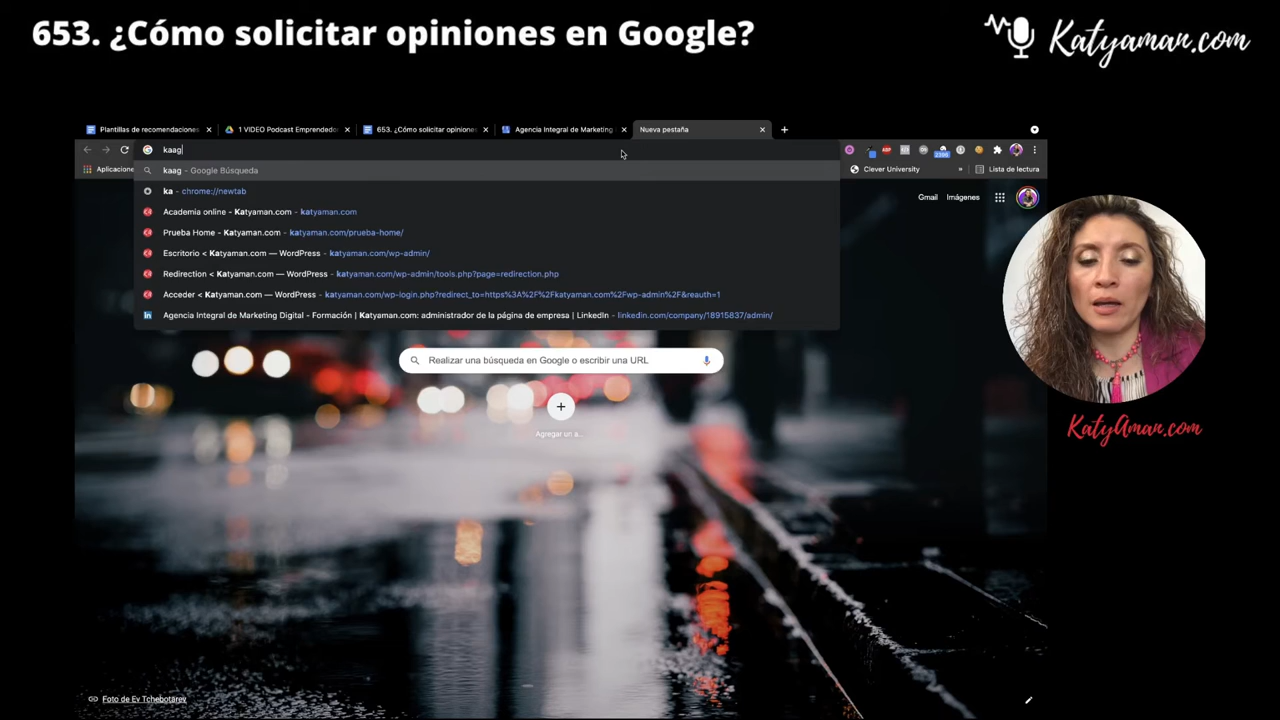 653. ¿Cómo solicitar opiniones en Google?
Katyaman.com
Plantillas de recomendaciones
1 VIDEO Podcast Emprendedo
653. ¿Cómo solicitar opinione
Agencia Integral de Marketing
Nueva pestaña
kaag
ABP
2396
Aplicacione
Clever University
»
Lista de lectura
kaag - Google Búsqueda
ka - chrome://newtab
Academia online - Katyaman.com - katyaman.com
Prueba Home - Katyaman.com - katyaman.com/prueba-home/
Escritorio < Katyaman.com — WordPress - katyaman.com/wp-admin/
Redirection < Katyaman.com — WordPress - katyaman.com/wp-admin/tools.php?page=redirection.php
Acceder < Katyaman.com — WordPress - katyaman.com/wp-login.php?redirect_to=https%3A%2F%2Fkatyaman.com%2Fwp-admin%2F&reauth=1
Agencia Integral de Marketing Digital - Formación | Katyaman.com: administrador de la página de empresa | LinkedIn - linkedin.com/company/18915837/admin/
Gmail
Imágenes
Realizar una búsqueda en Google o escribir una URL
Agregar un a...
KatyAman.com
Foto de Ev Tchebotarev